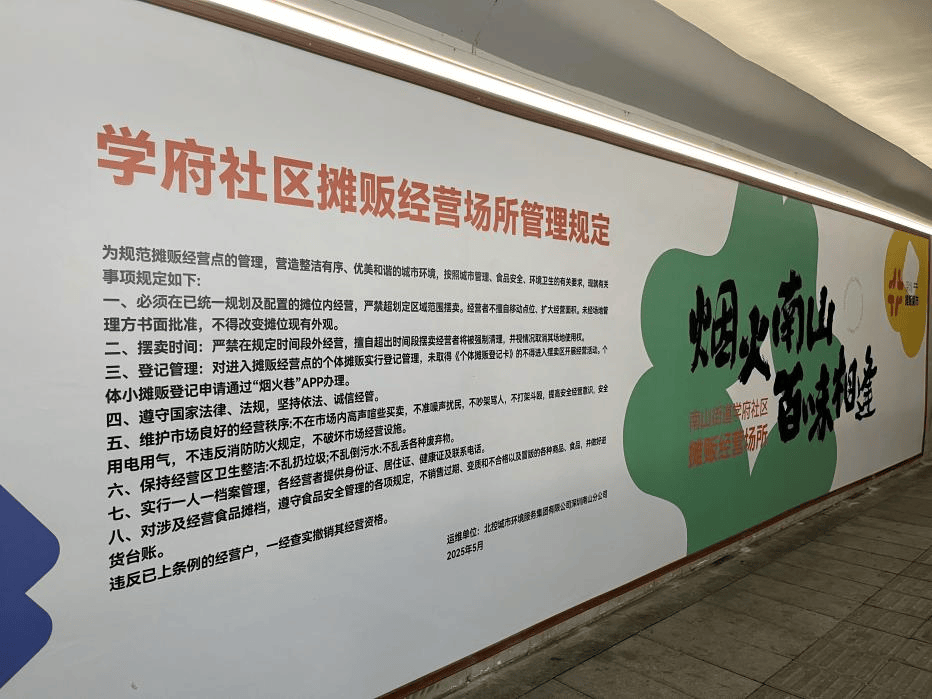 学府社区摊贩经营场所管理规定
为规范摊贩经营点的管理，营造整洁有序、优美和谐的城市环境，按照城市管理、食品安全、环境卫生的有关要求，现就有关
事项规定如下：
一、必须在已统一规划及配置的摊位内经营，严禁超划定区域范围摆卖。经营者不擅自移动点位、扩大经营面积。未经场地管
理方书面批准，不得改变摊位现有外观。
二、摆卖时间：严禁在规定时间段外经营，擅自超出时间段摆卖经营者将被强制清理，并视情况取消其场地使用权。
三、登记管理：对进入摊贩经营点的个体摊贩实行登记管理，未取得《个体摊贩登记卡》的不得进入摆卖区开展经营活动，个
体小摊贩登记申请通过“烟火巷”APP办理。
四、遵守国家法律、法规，坚持依法、诚信经营。
五、维护市场良好的经营秩序:不在市场内高声喧些买卖，不准噪声扰民，不吵架骂人，不打架斗殴，提高安全经营意识，安全
用电用气，不违反消防防火规定，不破坏市场经营设施。
六、保持经营区卫生整洁:不乱扔垃圾;不乱倒污水:不乱丢各种废弃物。
七、实行一人一档案管理，各经营者提供身份证、居住证、健康证及联系电话。
八、对涉及经营食品摊档，遵守食品安全管理的各项规定，不销售过期、变质和不合格以及冒版的各种商品、食品，并做好进
货台账。
违反已上条例的经营户，一经查实撤销其经营资格。
运维单位：北控城市环境服务集团有限公司深圳南山分公司
2025年5月
烟火南山
百味相逢
南山街道学府社区
摊贩经营场所